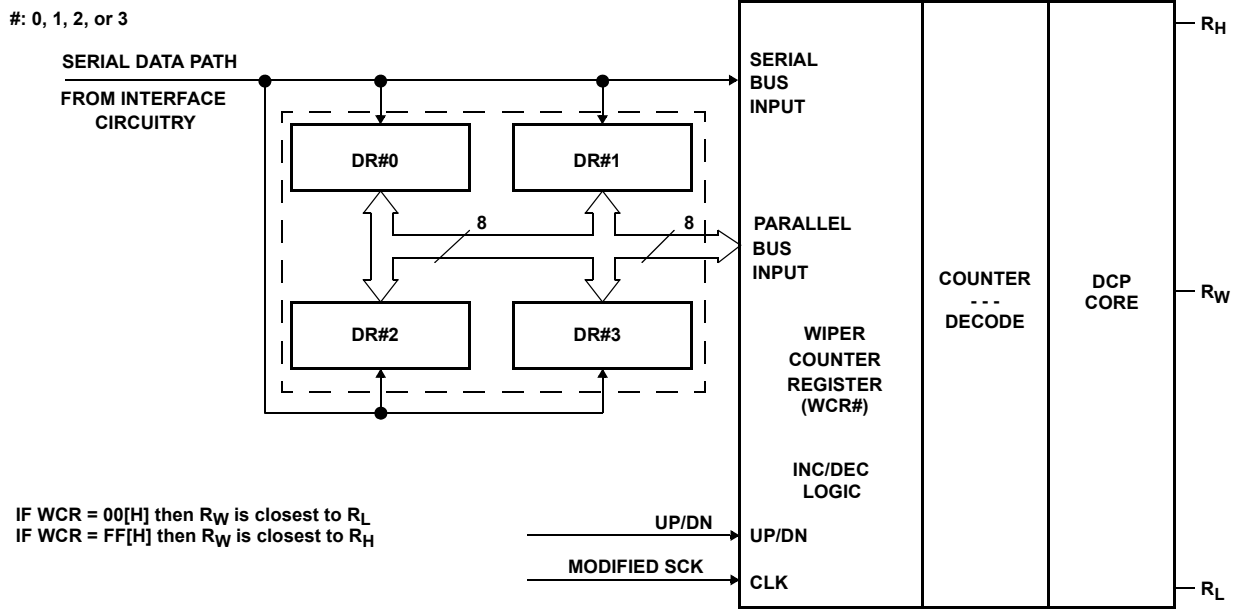 #: 0, 1, 2, or 3
SERIAL DATA PATH
FROM INTERFACE
CIRCUITRY
DR#0
DR#1
8
8
DR#2
DR#3
SERIAL
BUS
INPUT
PARALLEL
BUS
INPUT
WIPER
COUNTER
REGISTER
(WCR#)
INC/DEC
LOGIC
UP/DN
UP/DN
MODIFIED SCK
CLK
COUNTER
- - -
DECODE
DCP
CORE
RH
RW
RL
IF WCR = 00[H] then RW is closest to RL
IF WCR = FF[H] then RW is closest to RH